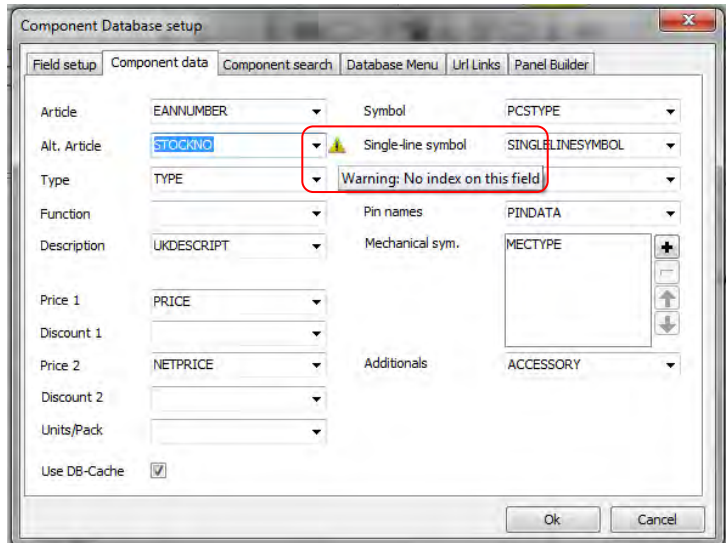 Component Database setup
Field setup Component data Component search Database Menu Url Links Panel Builder
Article EANNUMBER Symbol PCSTYPE
Alt. Article STOCKNO Single-line symbol SINGLELINESYMBOL
Type TYPE Warning: No index on this field
Function Pin names PINDATA
Description UKDESCRIPT Mechanical sym. MECTYPE
Price 1 PRICE
Discount 1
Price 2 NETPRICE Additionals ACCESSORY
Discount 2
Units/Pack
Use DB-Cache
Ok Cancel